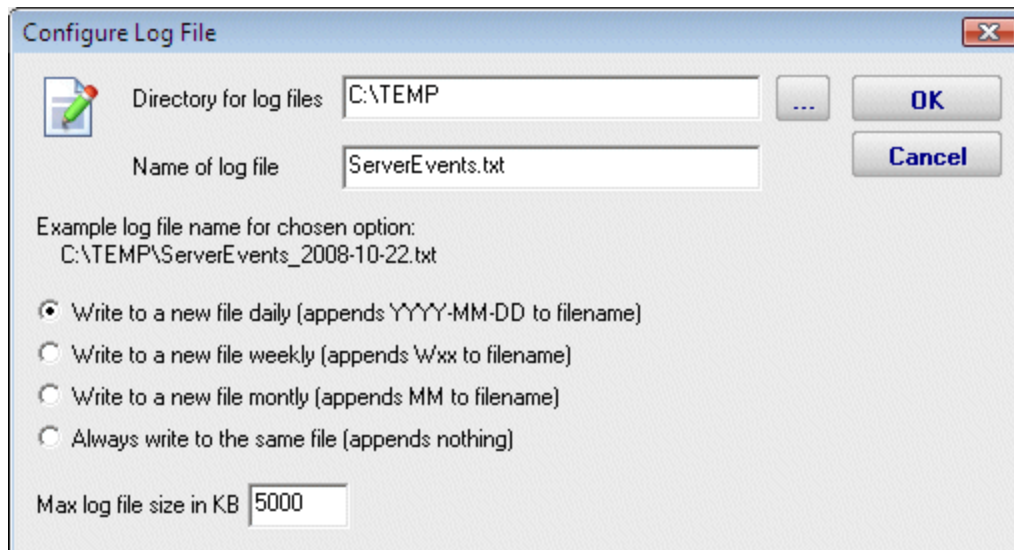 Configure Log File
Directory for log files C:\TEMP ... OK
Name of log file ServerEvents.txt Cancel
Example log file name for chosen option:
C:\TEMP\ServerEvents_2008-10-22.txt
Write to a new file daily (appends YYYY-MM-DD to filename)
Write to a new file weekly (appends Wxx to filename)
Write to a new file montly (appends MM to filename)
Always write to the same file (appends nothing)
Max log file size in KB 5000